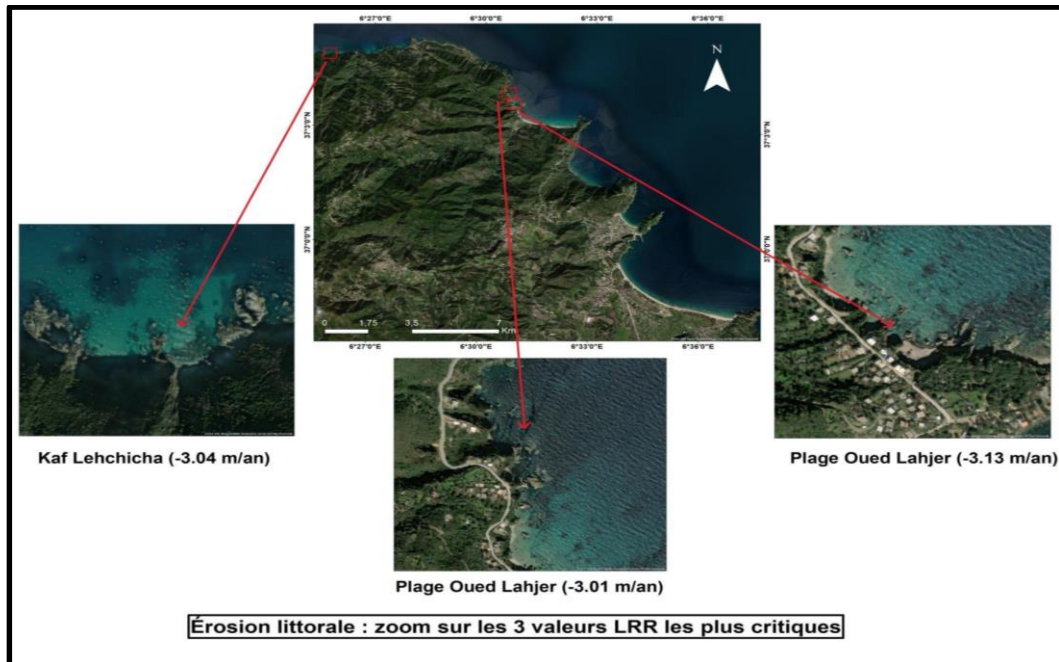 6°27'0"E 6°30'0"E 6°33'0"E 6°36'0"E
N
37°3'0"N 37°3'0"N
37°0'0"N 37°0'0"N
0 1.75 3.5 7
Km
6°27'0"E 6°30'0"E 6°33'0"E 6°36'0"E
Kaf Lehchicha (-3.04 m/an)
Plage Oued Lahjer (-3.13 m/an)
Plage Oued Lahjer (-3.01 m/an)
Érosion littorale : zoom sur les 3 valeurs LRR les plus critiques